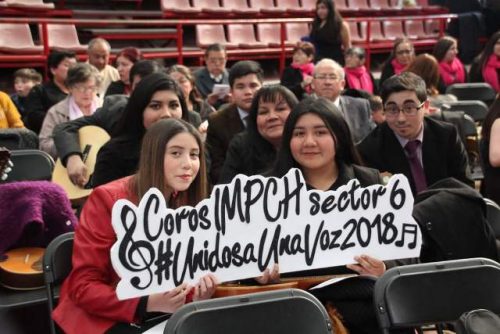 Coros IMPCH sector 6
#UnidosaUnaVoz2018